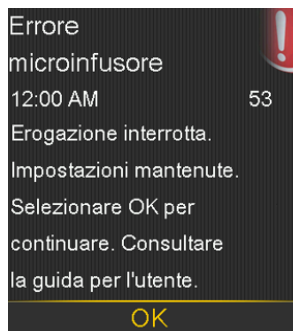 Errore
microinfusore
12:00 AM 53
Erogazione interrotta.
Impostazioni mantenute.
Selezionare OK per
continuare. Consultare
la guida per l'utente.
OK